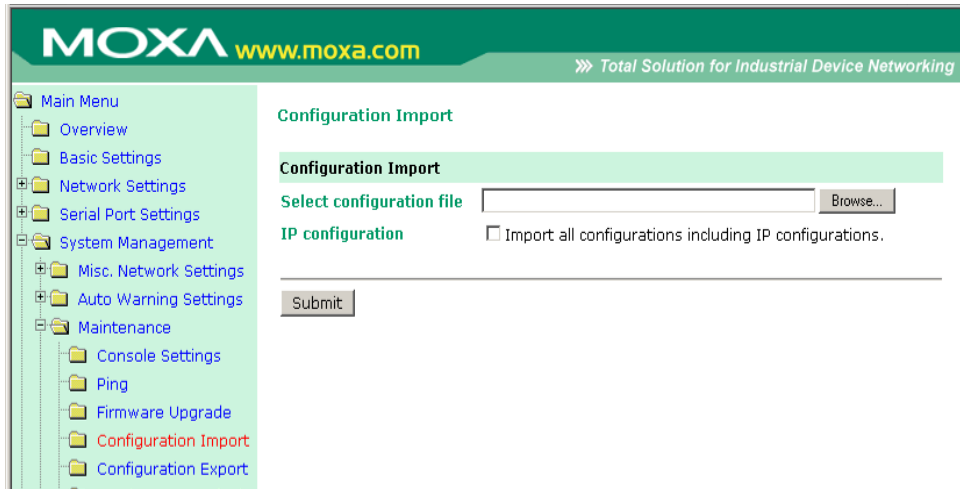 MOXA www.moxa.com
Total Solution for Industrial Device Networking
Main Menu
Overview
Basic Settings
Network Settings
Serial Port Settings
System Management
Misc. Network Settings
Auto Warning Settings
Maintenance
Console Settings
Ping
Firmware Upgrade
Configuration Import
Configuration Export
Configuration Import
Configuration Import
Select configuration file Browse...
IP configuration Import all configurations including IP configurations.
Submit